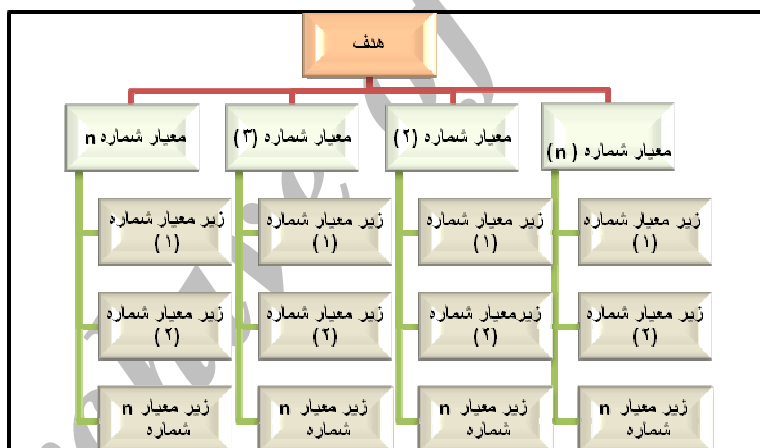 هدف
معیار شماره (n)
معیار شماره (۲)
معیار شماره (۳)
معیار شماره n
زیر معیار شماره
(۱)
زیر معیار شماره
(۱)
زیر معیار شماره
(۱)
زیر معیار شماره
(۱)
زیر معیار شماره
(۲)
زیرمعیار شماره
(۲)
زیر معیار شماره
(۲)
زیر معیار شماره
(۲)
زیر معیار n
شماره
زیر معیار n
شماره
زیر معیار n
شماره
زیر معیار n
شماره